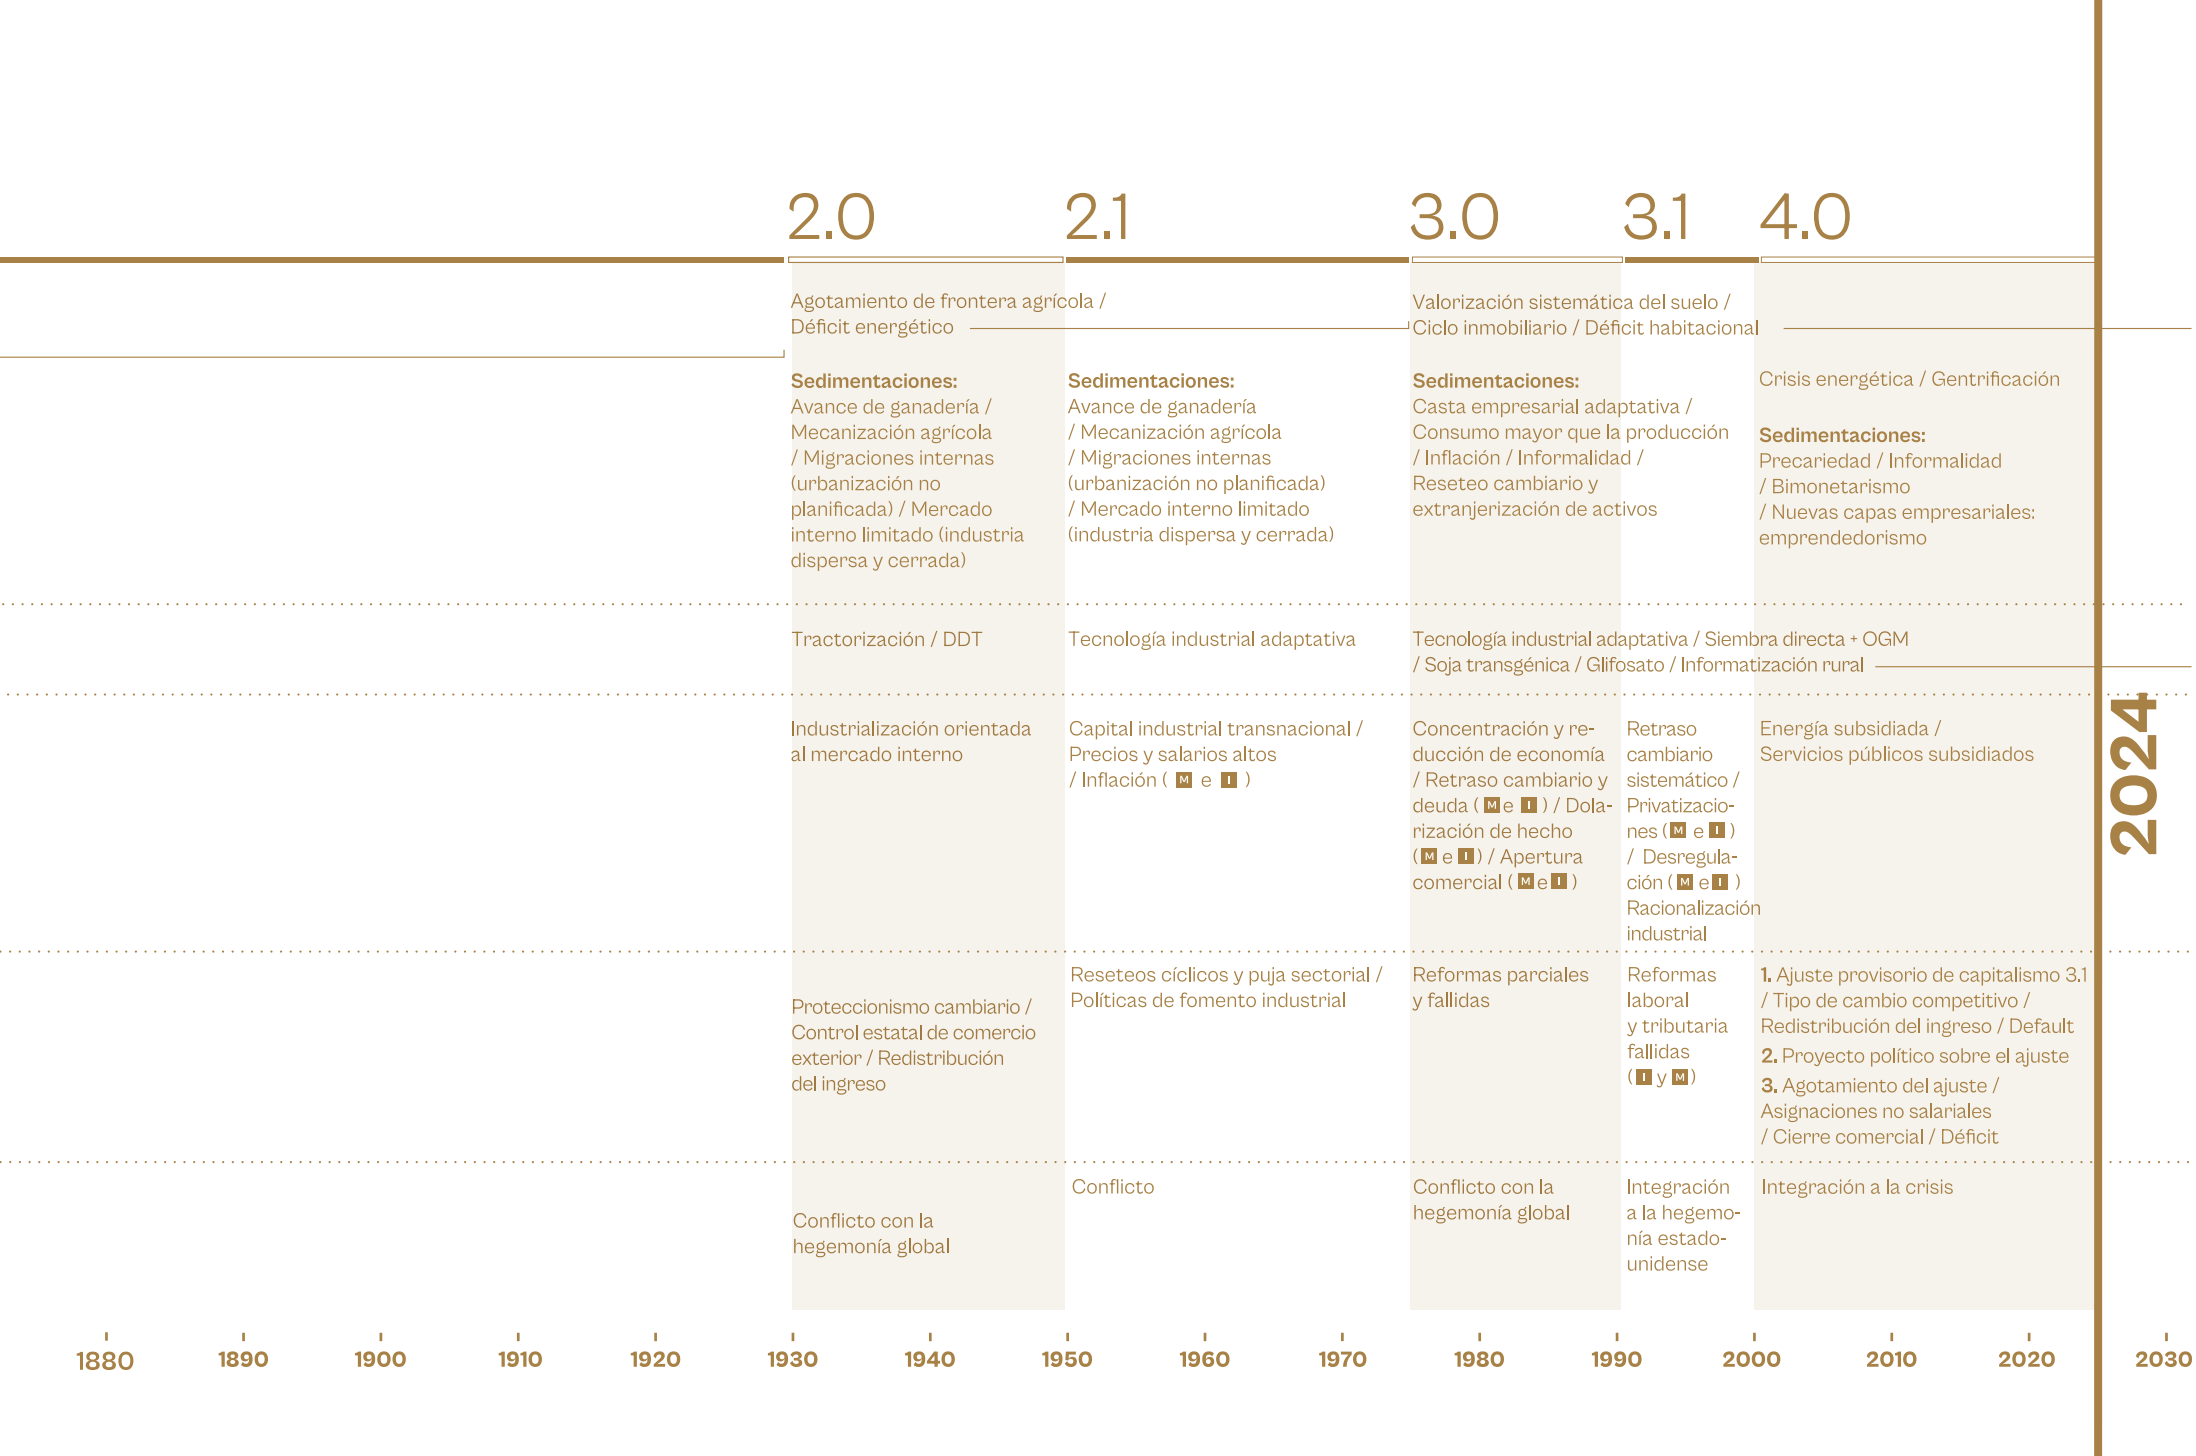 2.0
2.1
3.0
3.1
4.0
Agotamiento de frontera agrícola /
Déficit energético
Valorización sistemática del suelo /
Ciclo inmobiliario / Déficit habitacional
Sedimentaciones:
Avance de ganadería /
Mecanización agrícola
/ Migraciones internas
(urbanización no
planificada) / Mercado
interno limitado (industria
dispersa y cerrada)
Sedimentaciones:
Avance de ganadería
/ Mecanización agrícola
/ Migraciones internas
(urbanización no planificada)
/ Mercado interno limitado
(industria dispersa y cerrada)
Sedimentaciones:
Casta empresarial adaptativa /
Consumo mayor que la producción
/ Inflación / Informalidad /
Reseteo cambiario y
extranjerización de activos
Crisis energética / Gentrificación
Sedimentaciones:
Precariedad / Informalidad
/ Bimonetarismo
/ Nuevas capas empresariales:
emprendedorismo
Tractorización / DDT
Tecnología industrial adaptativa
Tecnología industrial adaptativa / Siembra directa + OGM
/ Soja transgénica / Glifosato / Informatización rural
Industrialización orientada
al mercado interno
Capital industrial transnacional /
Precios y salarios altos
/ Inflación ( M e I )
Concentración y re-
ducción de economía
/ Retraso cambiario y
deuda ( M e I ) / Dola-
rización de hecho
( M e I ) / Apertura
comercial ( M e I )
Retraso
cambiario
sistemático /
Privatizacio-
nes ( M e I )
/ Desregula-
ción ( M e I )
Racionalización
industrial
Energía subsidiada /
Servicios públicos subsidiados
2024
Proteccionismo cambiario /
Control estatal de comercio
exterior / Redistribución
del ingreso
Reseteos cíclicos y puja sectorial /
Políticas de fomento industrial
Reformas parciales
y fallidas
Reformas
laboral
y tributaria
fallidas
( I y M )
1. Ajuste provisorio de capitalismo 3.1
/ Tipo de cambio competitivo /
Redistribución del ingreso / Default
2. Proyecto político sobre el ajuste
3. Agotamiento del ajuste /
Asignaciones no salariales
/ Cierre comercial / Déficit
Conflicto con la
hegemonía global
Conflicto
Conflicto con la
hegemonía global
Integración
a la hegemo-
nía estado-
unidense
Integración a la crisis
1880
1890
1900
1910
1920
1930
1940
1950
1960
1970
1980
1990
2000
2010
2020
2030